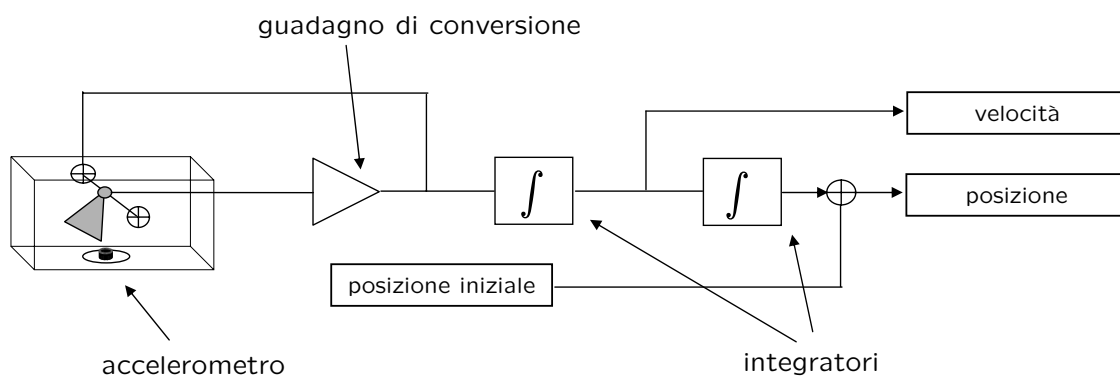 guadagno di conversione
velocità
∫
∫
posizione
posizione iniziale
accelerometro
integratori